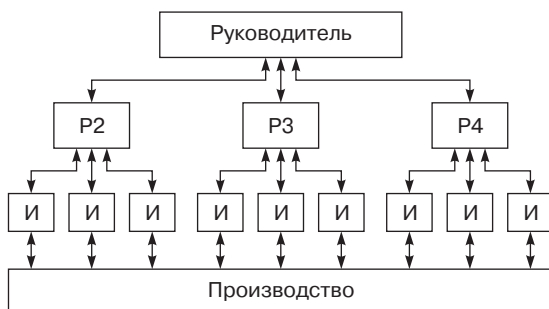 Руководитель
Р2 Р3 Р4
И И И И И И И И И
Производство